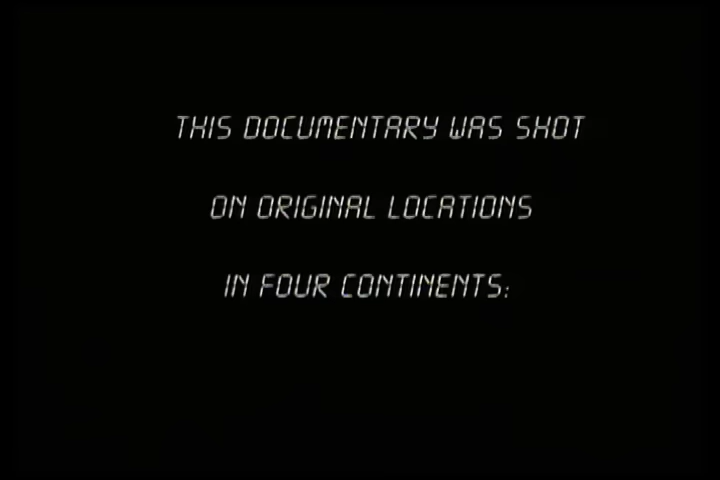 THIS DOCUMENTARY WAS SHOT
ON ORIGINAL LOCATIONS
IN FOUR CONTINENTS: